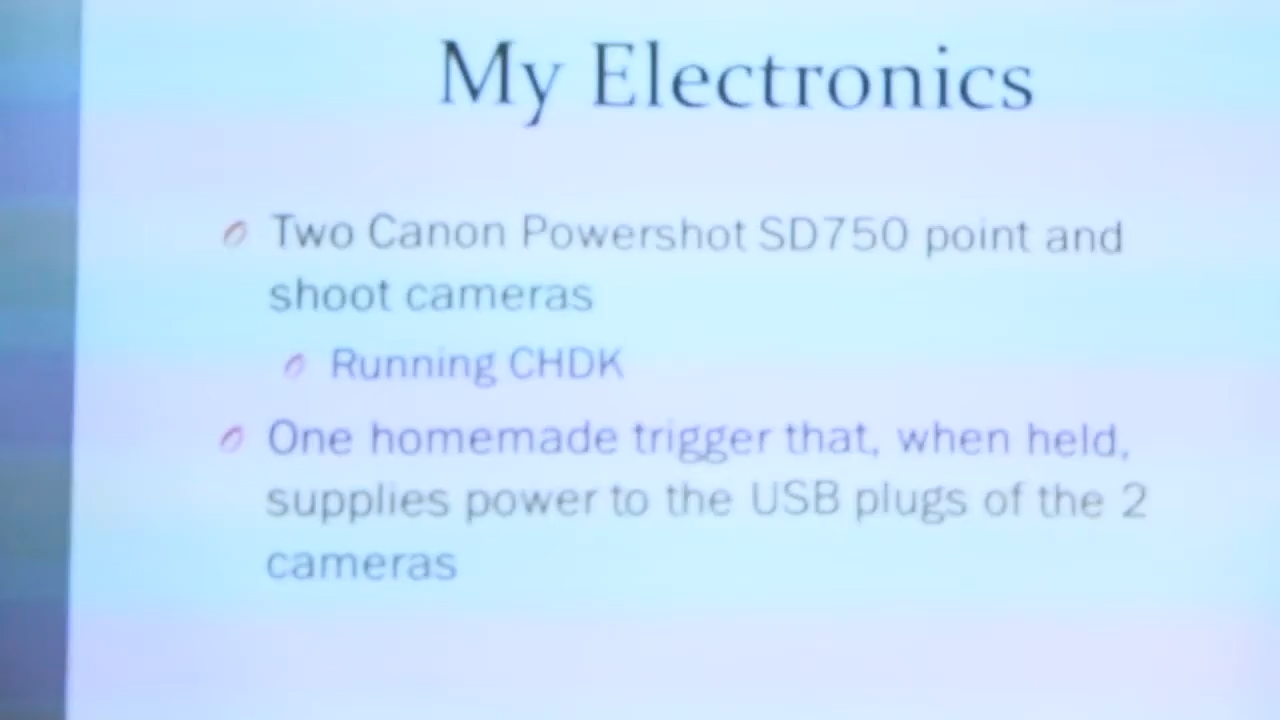 My Electronics
Two Canon Powershot SD750 point and
shoot cameras
Running CHDK
One homemade trigger that, when held,
supplies power to the USB plugs of the 2
cameras